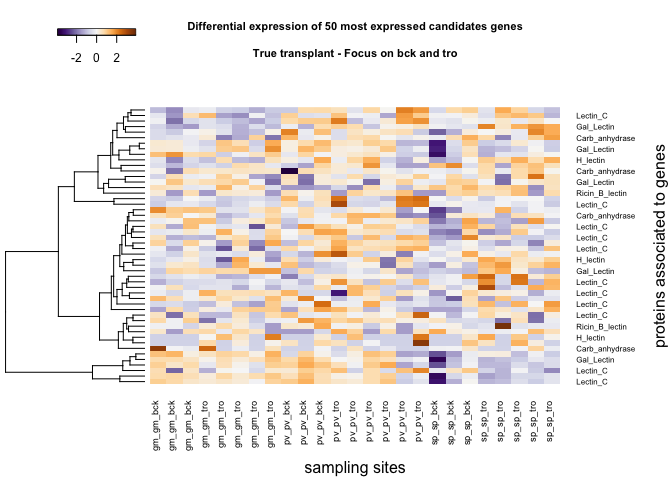 Differential expression of 50 most expressed candidates genes
True transplant - Focus on bck and tro
-2 0 2
Lectin_C
Gal_Lectin
Carb_anhydrase
Gal_Lectin
H_lectin
Carb_anhydrase
Gal_Lectin
Ricin_B_lectin
Lectin_C
Carb_anhydrase
Lectin_C
Lectin_C
Lectin_C
H_lectin
Gal_Lectin
Lectin_C
Lectin_C
Lectin_C
Lectin_C
Ricin_B_lectin
H_lectin
Carb_anhydrase
Gal_Lectin
Lectin_C
Lectin_C
proteins associated to genes
gm_gm_bck
gm_gm_bck
gm_gm_bck
gm_gm_tro
gm_gm_tro
gm_gm_tro
gm_gm_tro
gm_gm_tro
pv_pv_bck
pv_pv_bck
pv_pv_bck
pv_pv_tro
pv_pv_tro
pv_pv_tro
pv_pv_tro
pv_pv_tro
pv_pv_tro
sp_sp_bck
sp_sp_bck
sp_sp_bck
sp_sp_tro
sp_sp_tro
sp_sp_tro
sp_sp_tro
sp_sp_tro
sampling sites